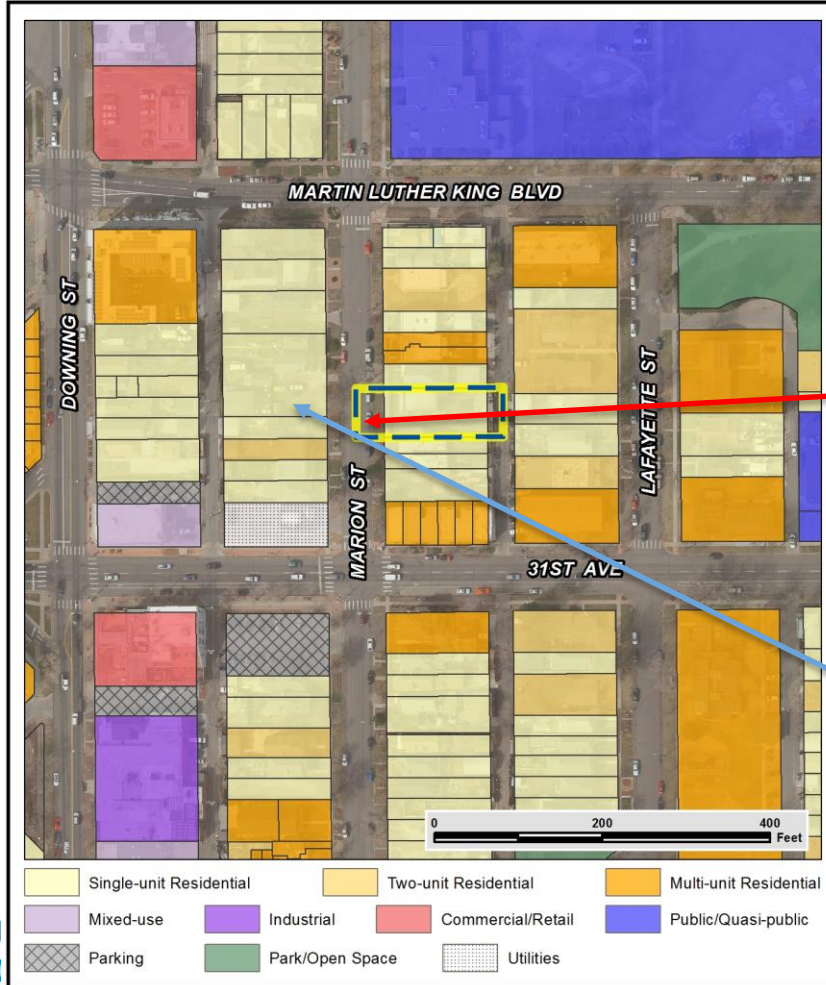 MARTIN LUTHER KING BLVD
DOWNING ST
MARION ST
LAFAYETTE ST
31ST AVE
0 200 400
Feet
Single-unit Residential Two-unit Residential Multi-unit Residential
Mixed-use Industrial Commercial/Retail Public/Quasi-public
Parking Park/Open Space Utilities